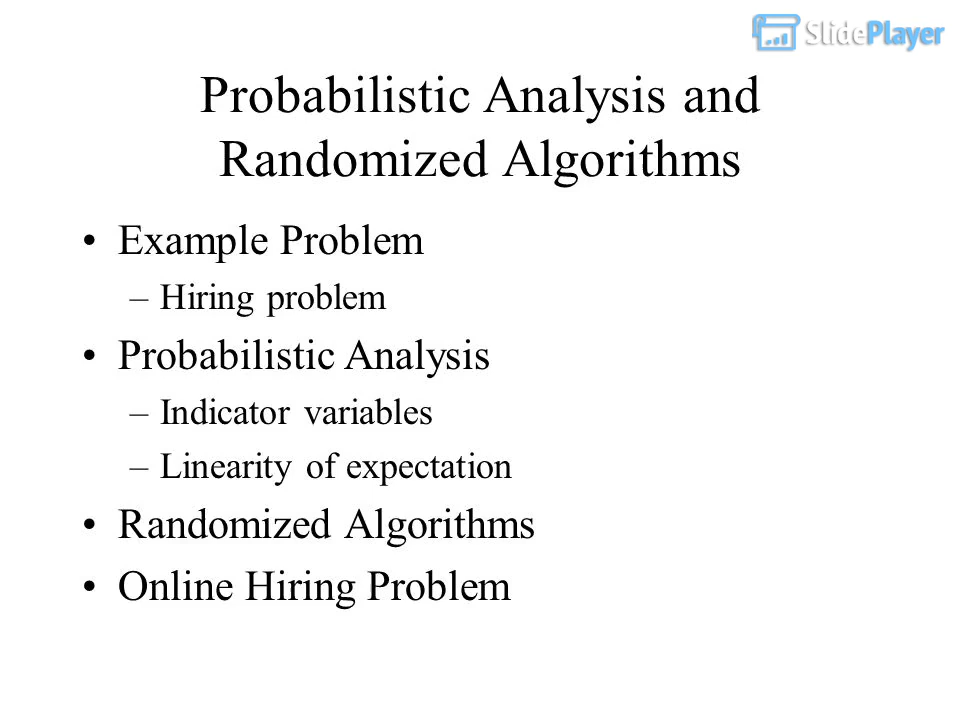 SlidePlayer
Probabilistic Analysis and
Randomized Algorithms
• Example Problem
– Hiring problem
• Probabilistic Analysis
– Indicator variables
– Linearity of expectation
• Randomized Algorithms
• Online Hiring Problem